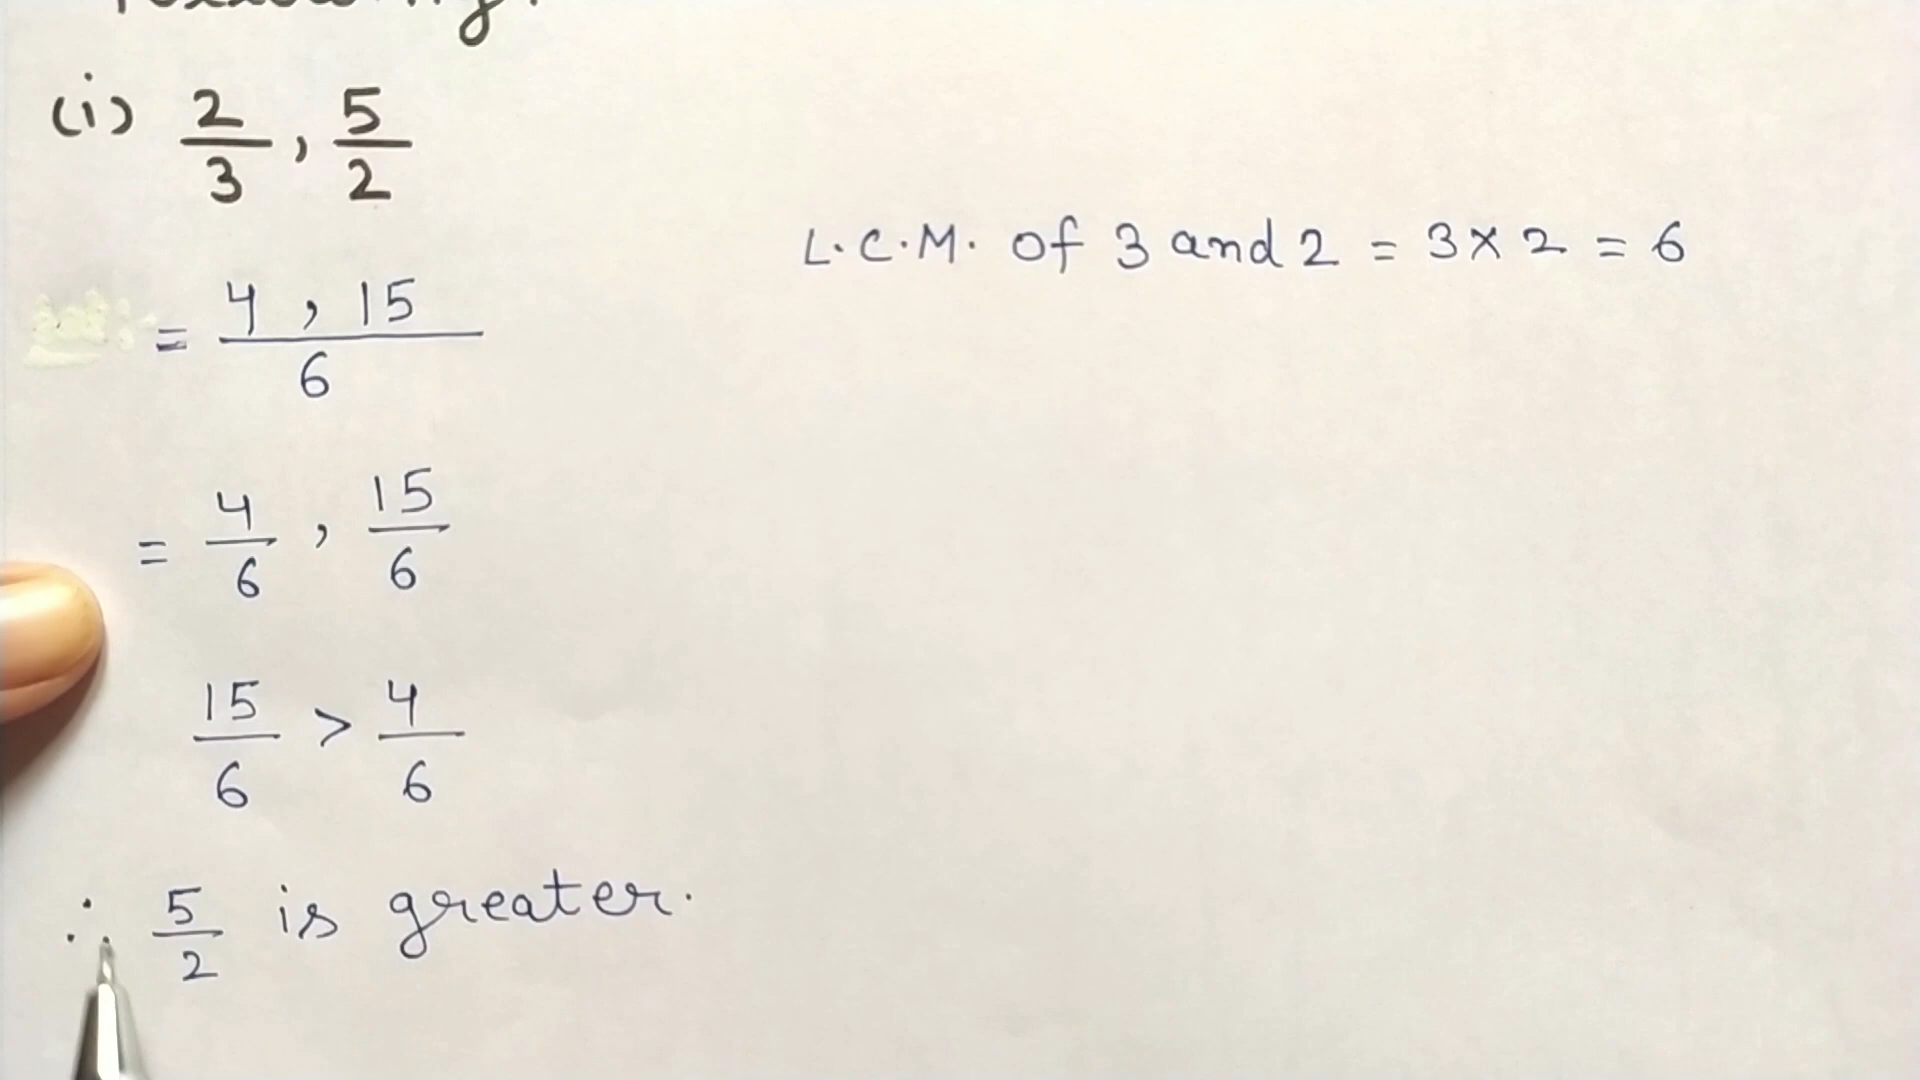 following.
(i) 2/3 , 5/2
L.C.M. of 3 and 2 = 3 × 2 = 6
= 4 , 15 / 6
= 4/6 , 15/6
15/6 > 4/6
∴ 5/2 is greater.